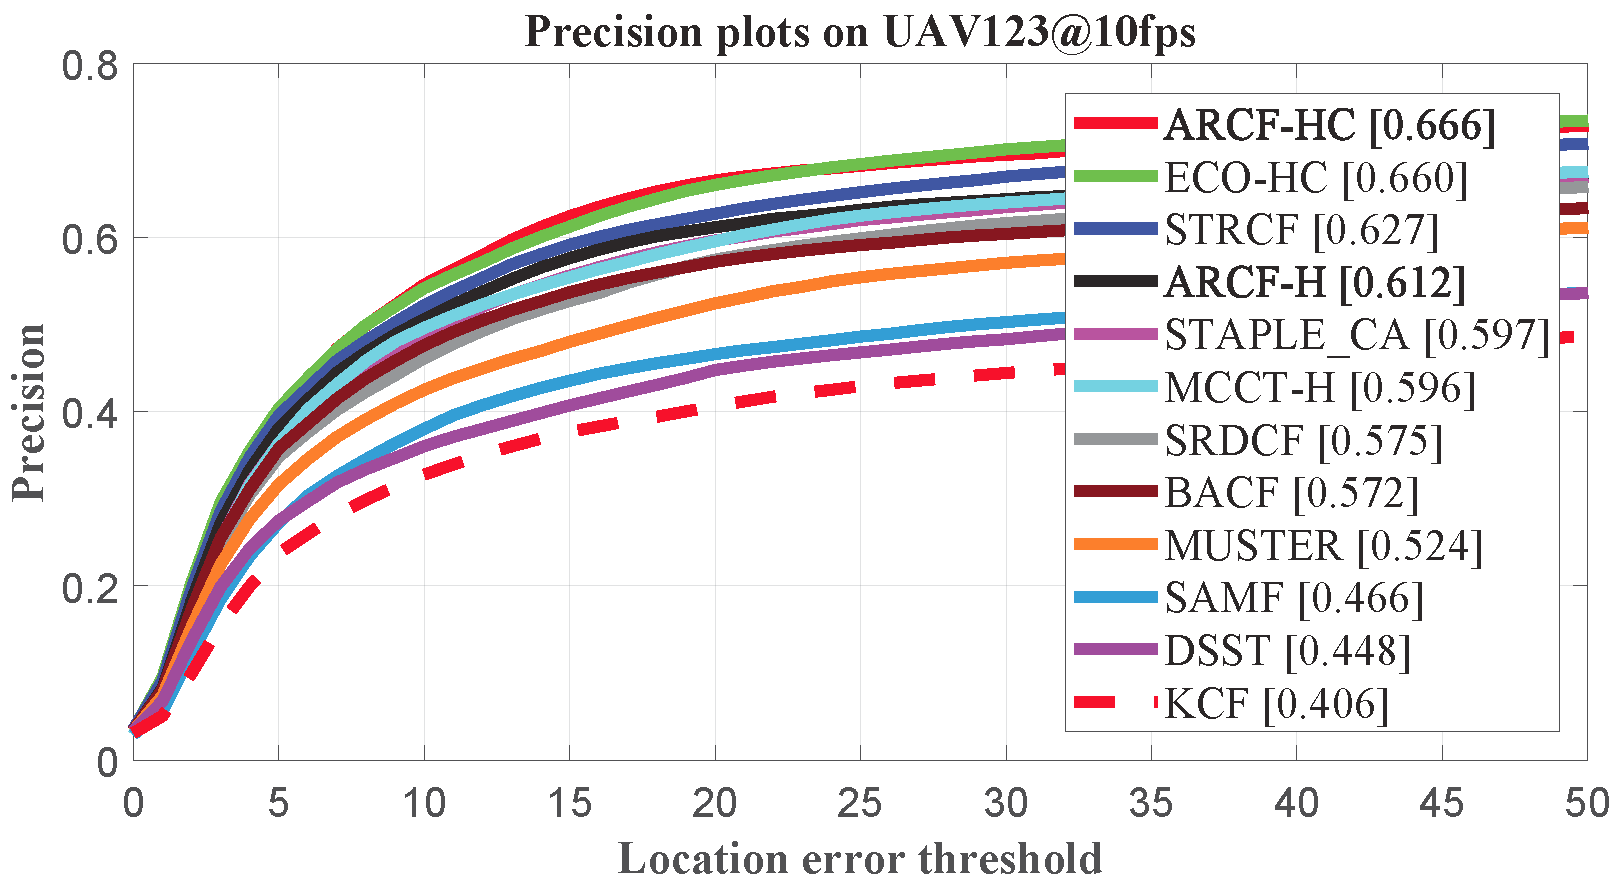 Precision plots on UAV123@10fps
0.8
0.6
0.4
0.2
0
Precision
ARCF-HC [0.666]
ECO-HC [0.660]
STRCF [0.627]
ARCF-H [0.612]
STAPLE_CA [0.597]
MCCT-H [0.596]
SRDCF [0.575]
BACF [0.572]
MUSTER [0.524]
SAMF [0.466]
DSST [0.448]
KCF [0.406]
0 5 10 15 20 25 30 35 40 45 50
Location error threshold